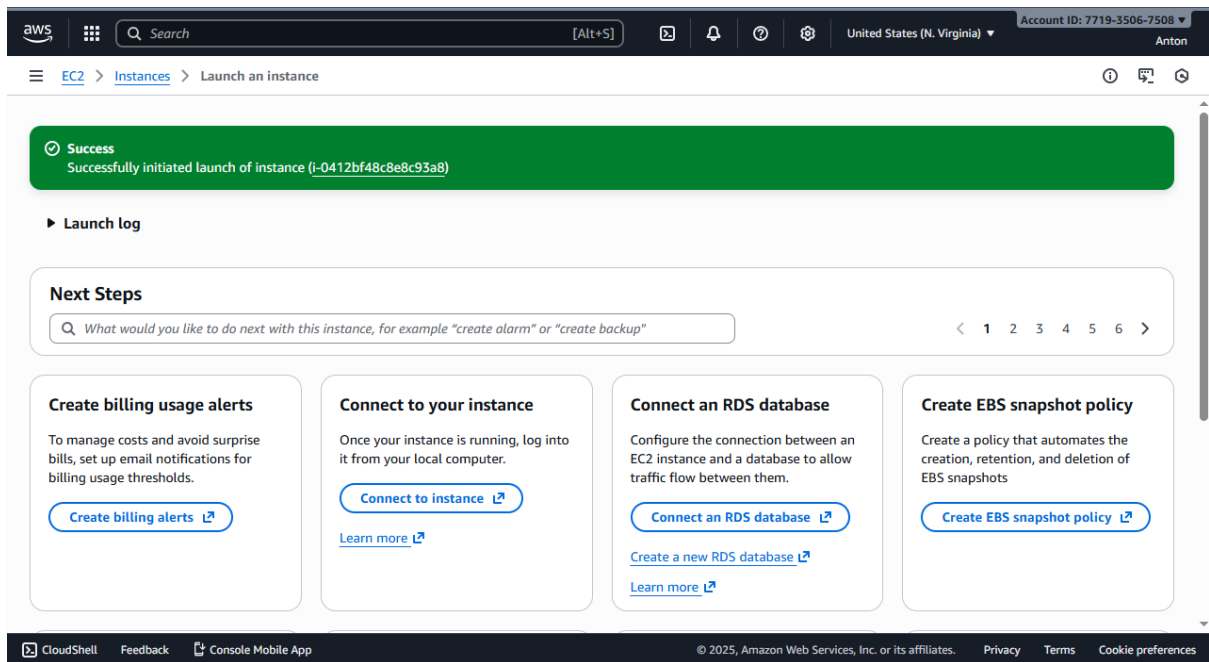 aws
Search [Alt+S]
United States (N. Virginia) ▼
Account ID: 7719-3506-7508 ▼
Anton
EC2 > Instances > Launch an instance
Success
Successfully initiated launch of instance (i-0412bf48c8e8c93a8)
Launch log
Next Steps
What would you like to do next with this instance, for example "create alarm" or "create backup"
1 2 3 4 5 6
Create billing usage alerts
To manage costs and avoid surprise
bills, set up email notifications for
billing usage thresholds.
Create billing alerts
Connect to your instance
Once your instance is running, log into
it from your local computer.
Connect to instance
Learn more
Connect an RDS database
Configure the connection between an
EC2 instance and a database to allow
traffic flow between them.
Connect an RDS database
Create a new RDS database
Learn more
Create EBS snapshot policy
Create a policy that automates the
creation, retention, and deletion of
EBS snapshots
Create EBS snapshot policy
CloudShell Feedback Console Mobile App © 2025, Amazon Web Services, Inc. or its affiliates. Privacy Terms Cookie preferences